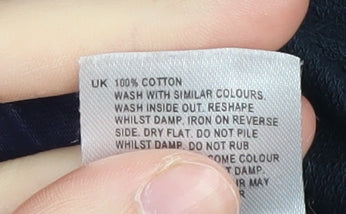 UK 100% COTTON
WASH WITH SIMILAR COLOURS.
WASH INSIDE OUT. RESHAPE
WHILST DAMP. IRON ON REVERSE
SIDE. DRY FLAT. DO NOT PILE
WHILST DAMP. DO NOT RUB
SOME COLOUR
DAMP.
MAY